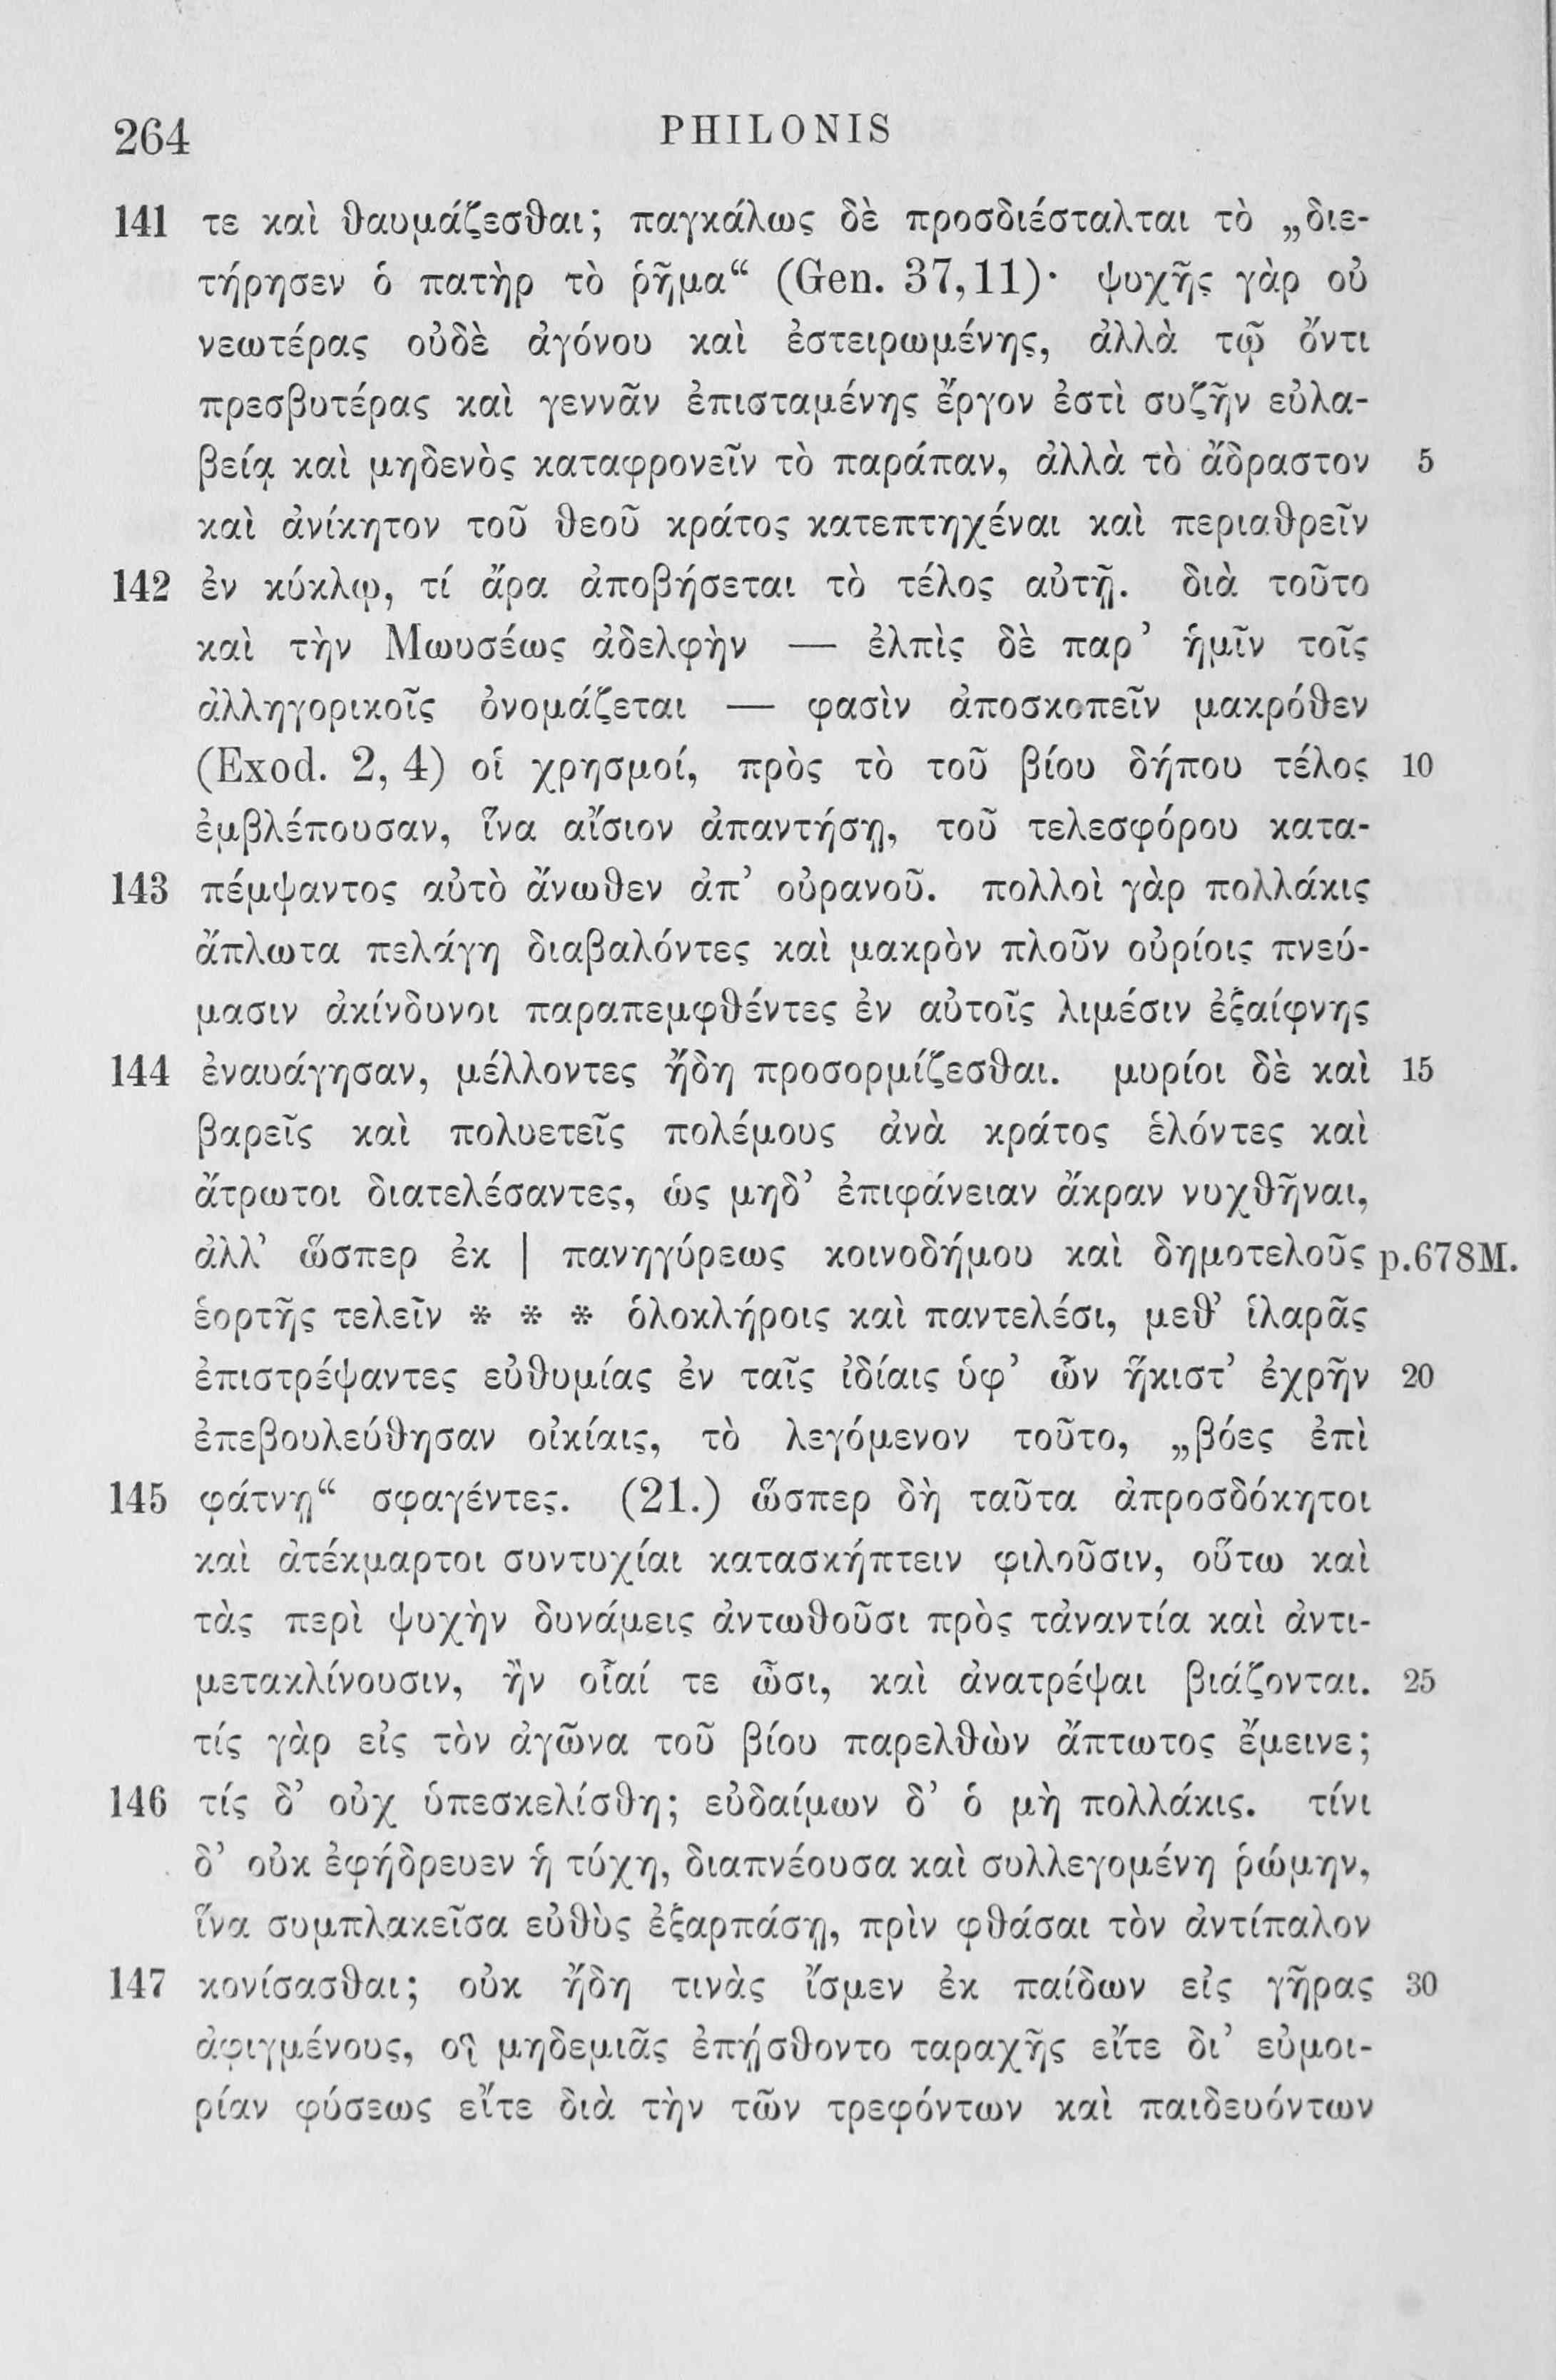 264 PHILONIS
141 τε καὶ θαυμάζεσθαι; παγκάλως δὲ προσδιέσταλται τὸ „διε-
τήρησεν ὁ πατὴρ τὸ ῥῆμα“ (Gen. 37,11)· ψυχῆς γὰρ οὐ
νεωτέρας οὐδὲ ἀγόνου καὶ ἐστειρωμένης, ἀλλὰ τῷ ὄντι
πρεσβυτέρας καὶ γεννᾶν ἐπισταμένης ἔργον ἐστὶ συζῆν εὐλα-
βείᾳ καὶ μηδενὸς καταφρονεῖν τὸ παράπαν, ἀλλὰ τὸ ἄδραστον 5
καὶ ἀνίκητον τοῦ θεοῦ κράτος κατεπτηχέναι καὶ περιαθρεῖν
142 ἐν κύκλῳ, τί ἄρα ἀποβήσεται τὸ τέλος αὐτῇ. διὰ τοῦτο
καὶ τὴν Μωυσέως ἀδελφὴν — ἐλπὶς δὲ παρ’ ἡμῖν τοῖς
ἀλληγορικοῖς ὀνομάζεται — φασὶν ἀποσκοπεῖν μακρόθεν
(Exod. 2, 4) οἱ χρησμοί, πρὸς τὸ τοῦ βίου δήπου τέλος 10
ἐμβλέπουσαν, ἵνα αἴσιον ἀπαντήσῃ, τοῦ τελεσφόρου κατα-
143 πέμψαντος αὐτὸ ἄνωθεν ἀπ’ οὐρανοῦ. πολλοὶ γὰρ πολλάκις
ἄπλωτα πελάγη διαβαλόντες καὶ μακρὸν πλοῦν οὐρίοις πνεύ-
μασιν ἀκίνδυνοι παραπεμφθέντες ἐν αὐτοῖς λιμέσιν ἐξαίφνης
144 ἐναυάγησαν, μέλλοντες ἤδη προσορμίζεσθαι. μυρίοι δὲ καὶ 15
βαρεῖς καὶ πολυετεῖς πολέμους ἀνὰ κράτος ἑλόντες καὶ
ἄτρωτοι διατελέσαντες, ὡς μηδ’ ἐπιφάνειαν ἄκραν νυχθῆναι,
ἀλλ’ ὥσπερ ἐκ | πανηγύρεως κοινοδήμου καὶ δημοτελοῦς p.678M.
ἑορτῆς τελεῖν * * * ὁλοκλήροις καὶ παντελέσι, μεθ’ ἱλαρᾶς
ἐπιστρέψαντες εὐθυμίας ἐν ταῖς ἰδίαις ὑφ’ ὧν ἥκιστ’ ἐχρῆν 20
ἐπεβουλεύθησαν οἰκίαις, τὸ λεγόμενον τοῦτο, „βόες ἐπὶ
145 φάτνῃ“ σφαγέντες. (21.) ὥσπερ δὴ ταῦτα ἀπροσδόκητοι
καὶ ἀτέκμαρτοι συντυχίαι κατασκήπτειν φιλοῦσιν, οὕτω καὶ
τὰς περὶ ψυχὴν δυνάμεις ἀντωθοῦσι πρὸς τἀναντία καὶ ἀντι-
μετακλίνουσιν, ἢν οἷαί τε ὦσι, καὶ ἀνατρέψαι βιάζονται. 25
τίς γὰρ εἰς τὸν ἀγῶνα τοῦ βίου παρελθὼν ἄπτωτος ἔμεινε;
146 τίς δ’ οὐχ ὑπεσκελίσθη; εὐδαίμων δ’ ὁ μὴ πολλάκις. τίνι
δ’ οὐκ ἐφήδρευεν ἡ τύχη, διαπνέουσα καὶ συλλεγομένη ῥώμην,
ἵνα συμπλακεῖσα εὐθὺς ἐξαρπάσῃ, πρὶν φθάσαι τὸν ἀντίπαλον
147 κονίσασθαι; οὐκ ἤδη τινὰς ἴσμεν ἐκ παίδων εἰς γῆρας 30
ἀφιγμένους, οἳ μηδεμιᾶς ἐπῄσθοντο ταραχῆς εἴτε δι’ εὐμοι-
ρίαν φύσεως εἴτε διὰ τὴν τῶν τρεφόντων καὶ παιδευόντων